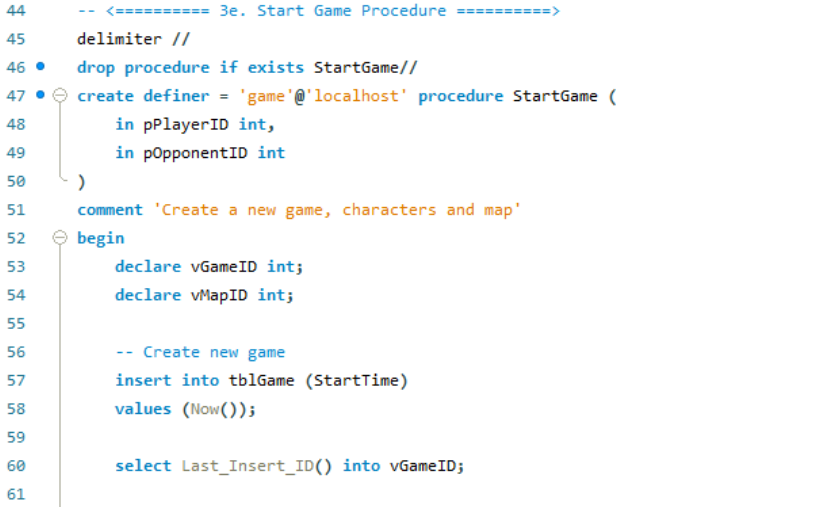 44 -- <========== 3e. Start Game Procedure ==========>
45 delimiter //
46 drop procedure if exists StartGame//
47 create definer = 'game'@'localhost' procedure StartGame (
48 in pPlayerID int,
49 in pOpponentID int
50 )
51 comment 'Create a new game, characters and map'
52 begin
53 declare vGameID int;
54 declare vMapID int;
55
56 -- Create new game
57 insert into tblGame (StartTime)
58 values (Now());
59
60 select Last_Insert_ID() into vGameID;
61